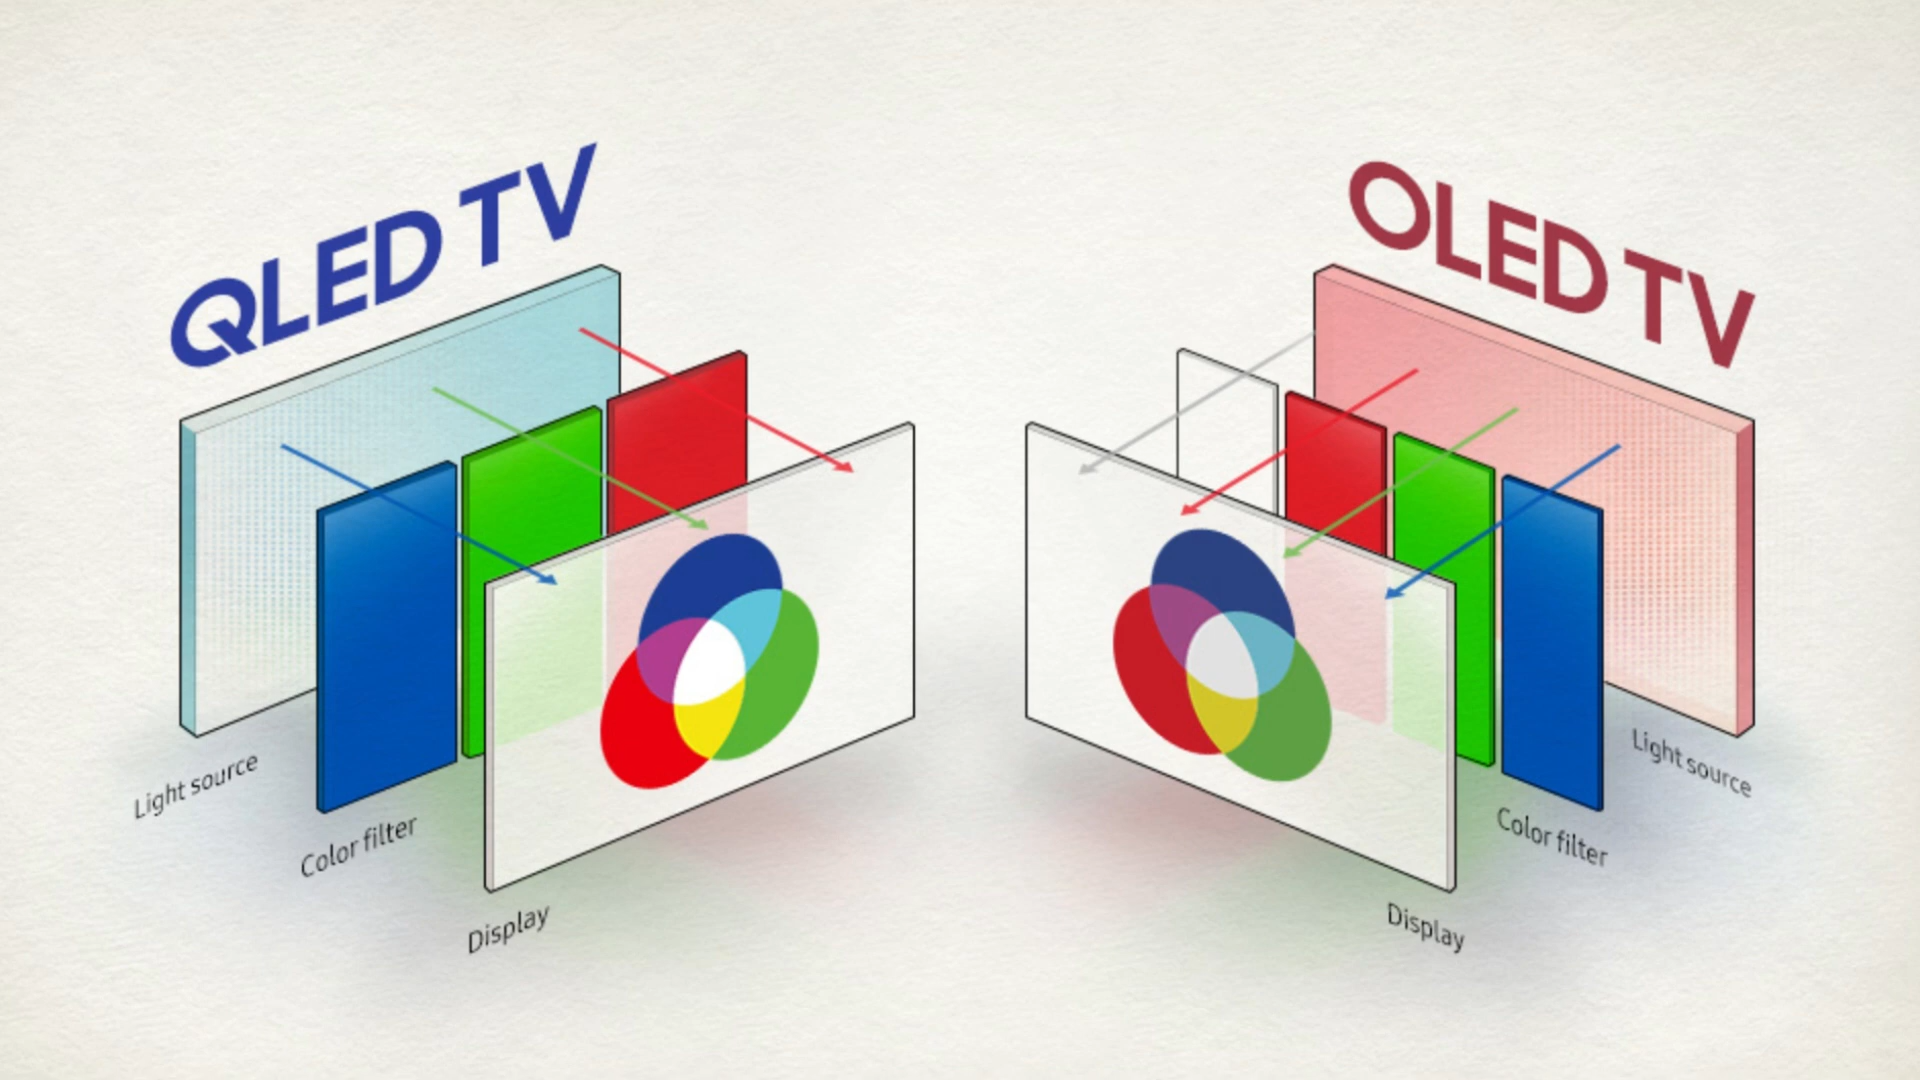 QLED TV
Light source
Color filter
Display
OLED TV
Light source
Color filter
Display